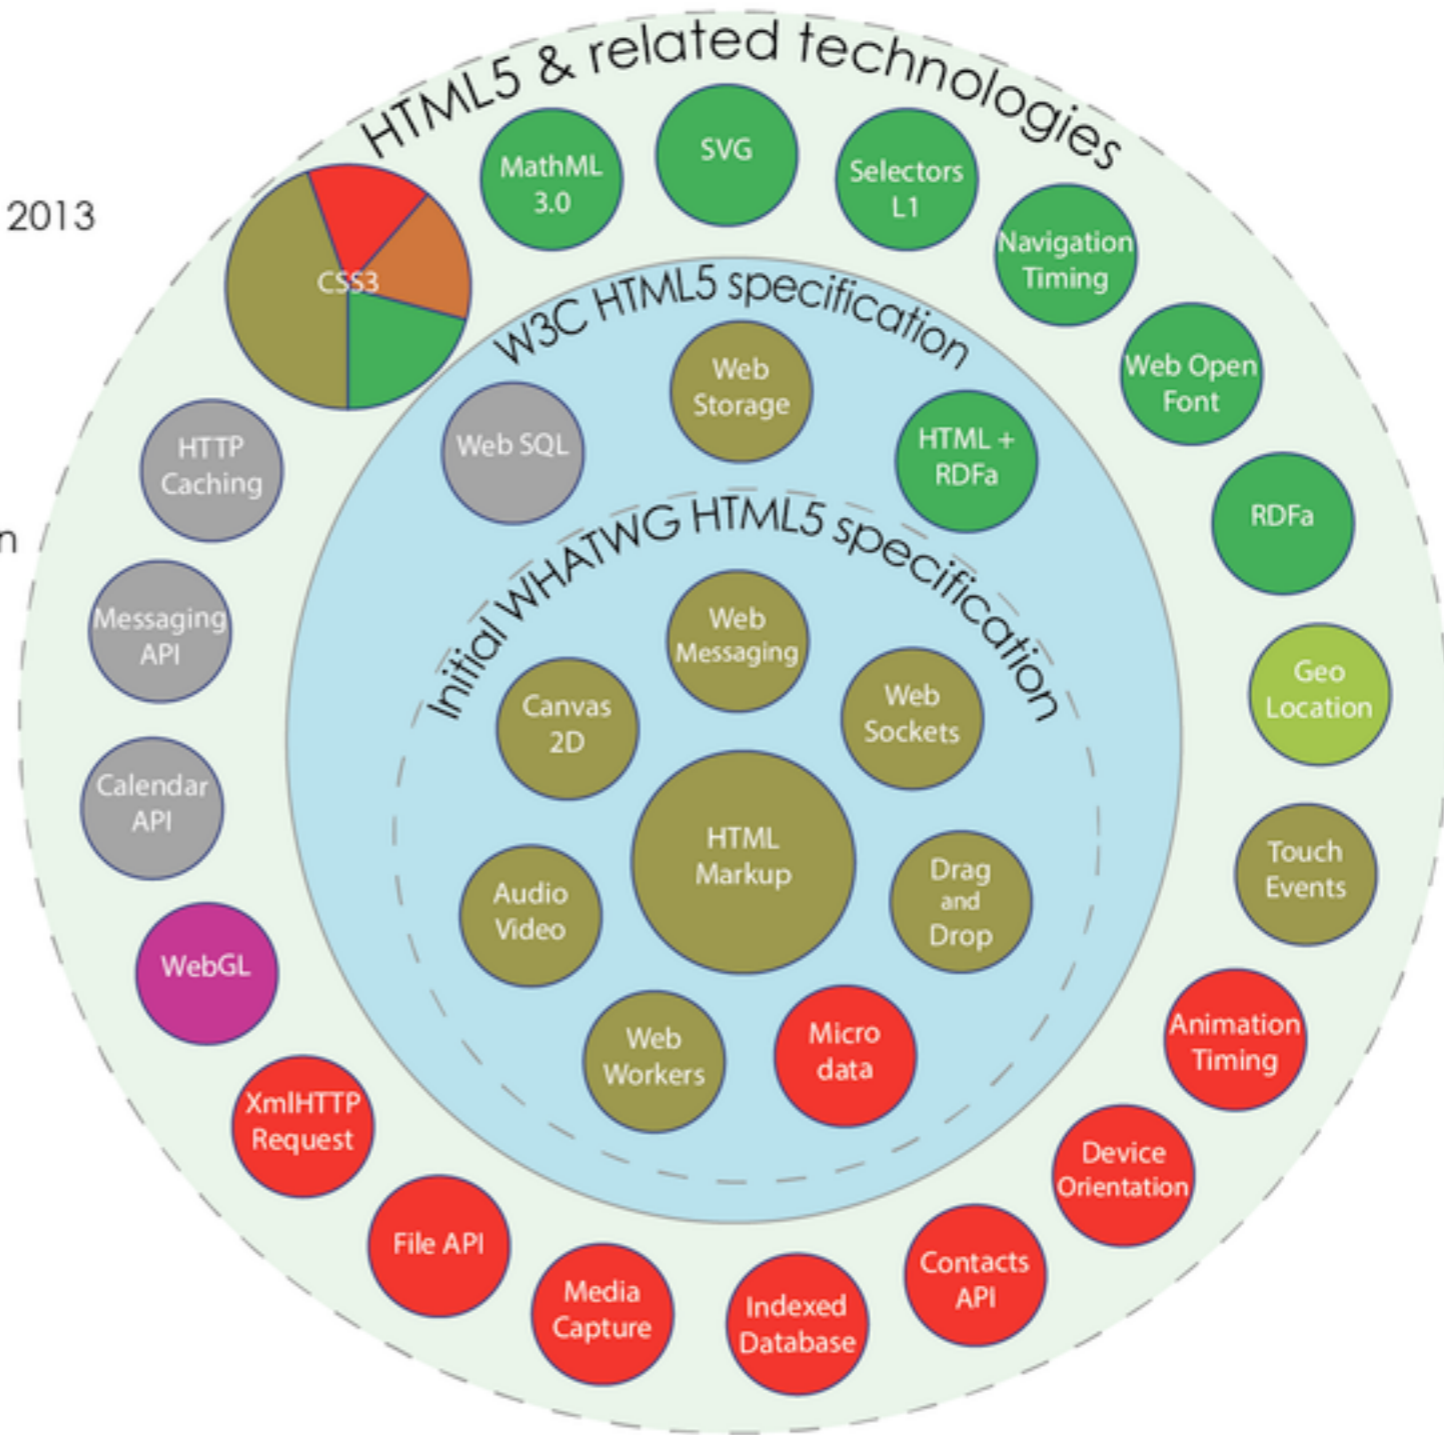 HTML5 & related technologies
2013
n
MathML
3.0
SVG
Selectors
L1
Navigation
Timing
Web Open
Font
RDFa
Geo
Location
Touch
Events
Animation
Timing
Device
Orientation
Contacts
API
Indexed
Database
Media
Capture
File API
XmlHTTP
Request
WebGL
Calendar
API
Messaging
API
HTTP
Caching
CSS3
W3C HTML5 specification
Web SQL
Web
Storage
HTML +
RDFa
Initial WHATWG HTML5 specification
Web
Messaging
Canvas
2D
Web
Sockets
HTML
Markup
Audio
Video
Drag
and
Drop
Web
Workers
Micro
data